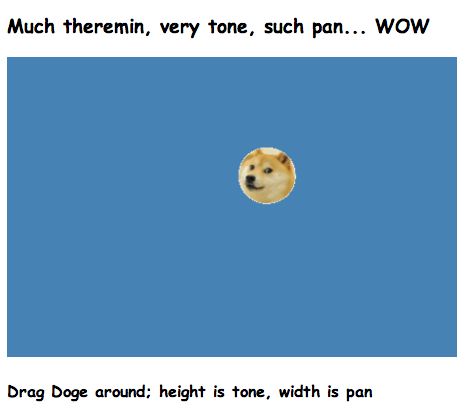 Much theremin, very tone, such pan... WOW
Drag Doge around; height is tone, width is pan